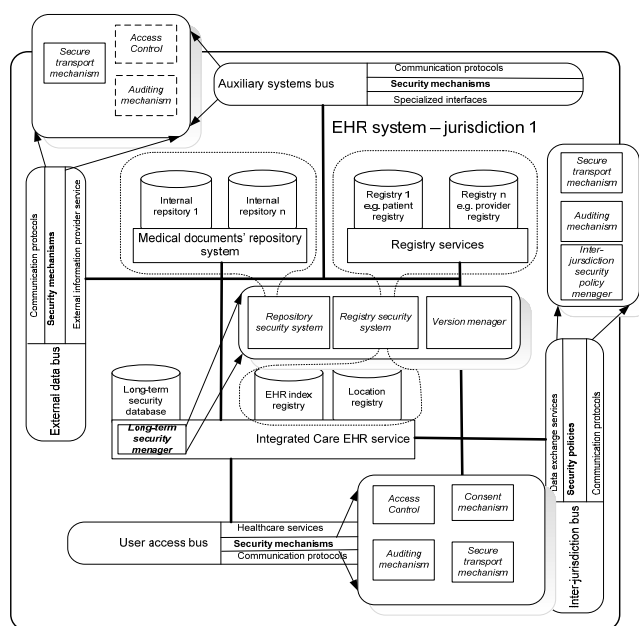 Secure
transport
mechanism
Access
Control
Auditing
mechanism
Auxiliary systems bus
Communication protocols
Security mechanisms
Specialized interfaces
EHR system – jurisdiction 1
Secure
transport
mechanism
Auditing
mechanism
Inter-
jursdiction
security
policy
manager
Communication protocols
Security mechanisms
External information provider service
External data bus
Internal
repsitory 1
Internal
repsitory n
Medical documents' repository
system
Registry 1
e.g. patient
registry
Registry n
e.g. provider
registry
Registry services
Repository
security system
Registry security
system
Version manager
Long-term
security
database
Long-term
security
menager
EHR index
registry
Location
registry
Integrated Care EHR service
Data exchange services
Security policies
Communication protocols
Inter-jurisdiction bus
User access bus
Healthcare services
Security mechanisms
Communication protocols
Access
Control
Consent
mechanism
Auditing
mechanism
Secure
transport
mechanism